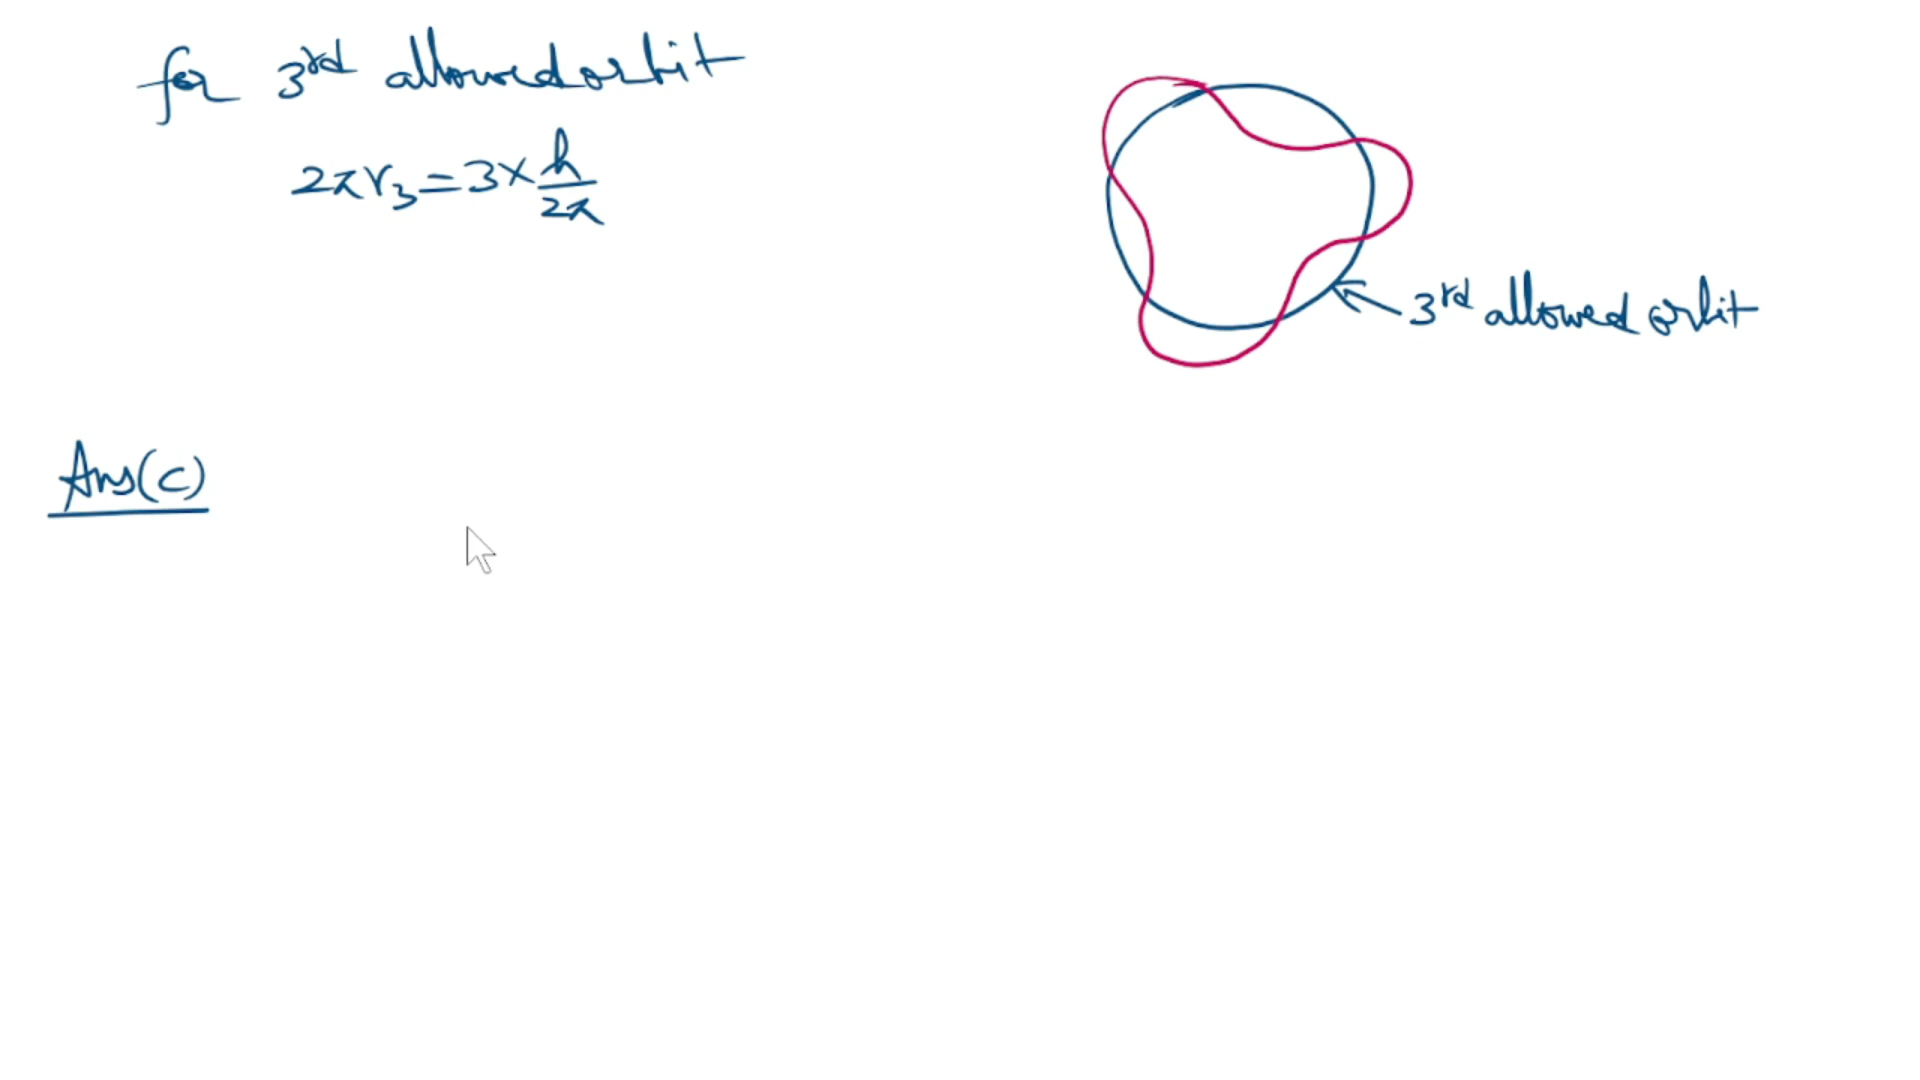 for 3rd allowed orbit
2πr₃ = 3 × h/2π
3rd allowed orbit
Ans(c)